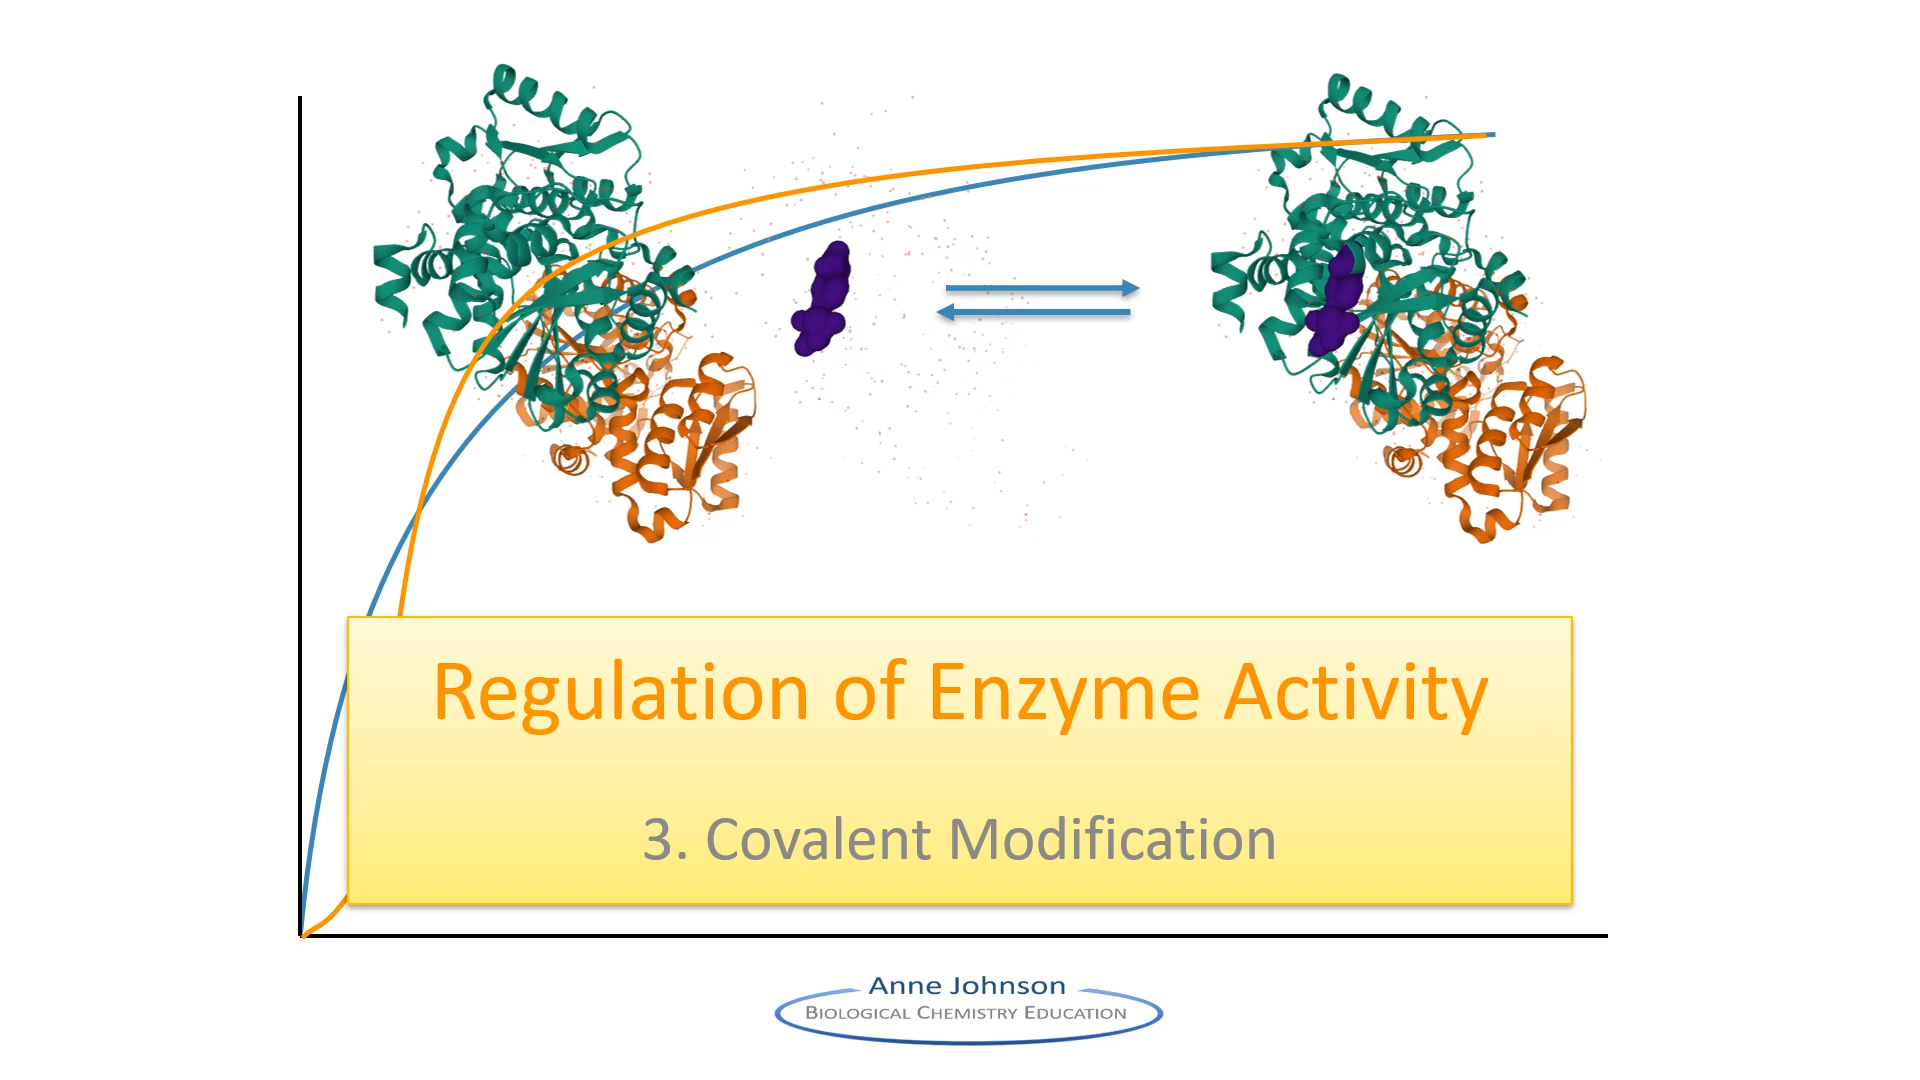 Regulation of Enzyme Activity
3. Covalent Modification
Anne Johnson
BIOLOGICAL CHEMISTRY EDUCATION